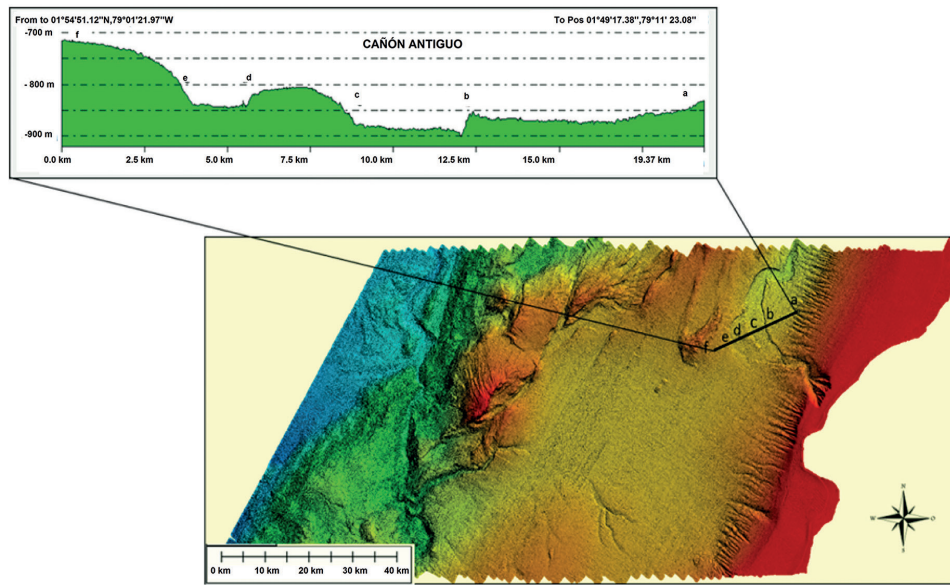 From to 01°54'51.12"N,79°01'21.97"W To Pos 01°49'17.38",79°11' 23.08"
-700 m
f
CAÑÓN ANTIGUO
e d
- 800 m
c b a
-900 m
0.0 km 2.5 km 5.0 km 7.5 km 10.0 km 12.5 km 15.0 km 19.37 km
a
b
c
d
e
f
N
W O
S
0 km 10 km 20 km 30 km 40 km